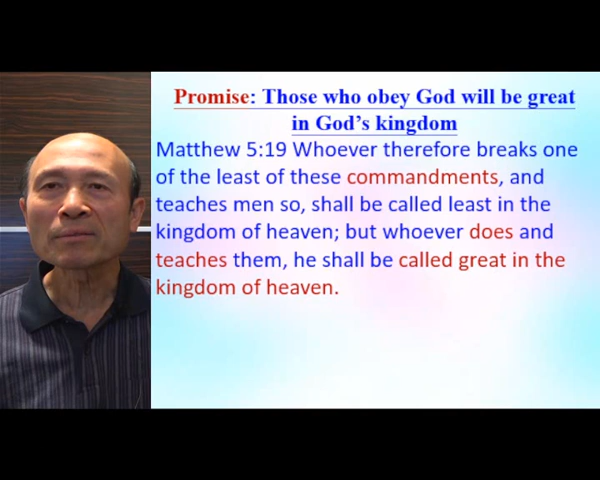 Promise: Those who obey God will be great
in God’s kingdom
Matthew 5:19 Whoever therefore breaks one
of the least of these commandments, and
teaches men so, shall be called least in the
kingdom of heaven; but whoever does and
teaches them, he shall be called great in the
kingdom of heaven.